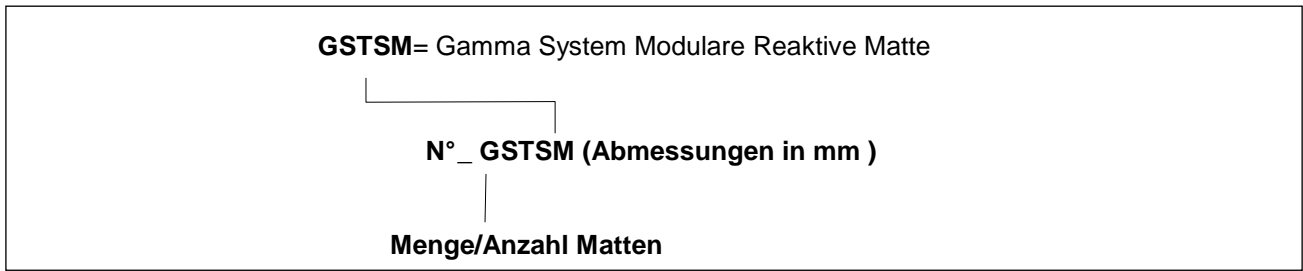 GSTSM= Gamma System Modulare Reaktive Matte
N°_ GSTSM (Abmessungen in mm )
Menge/Anzahl Matten